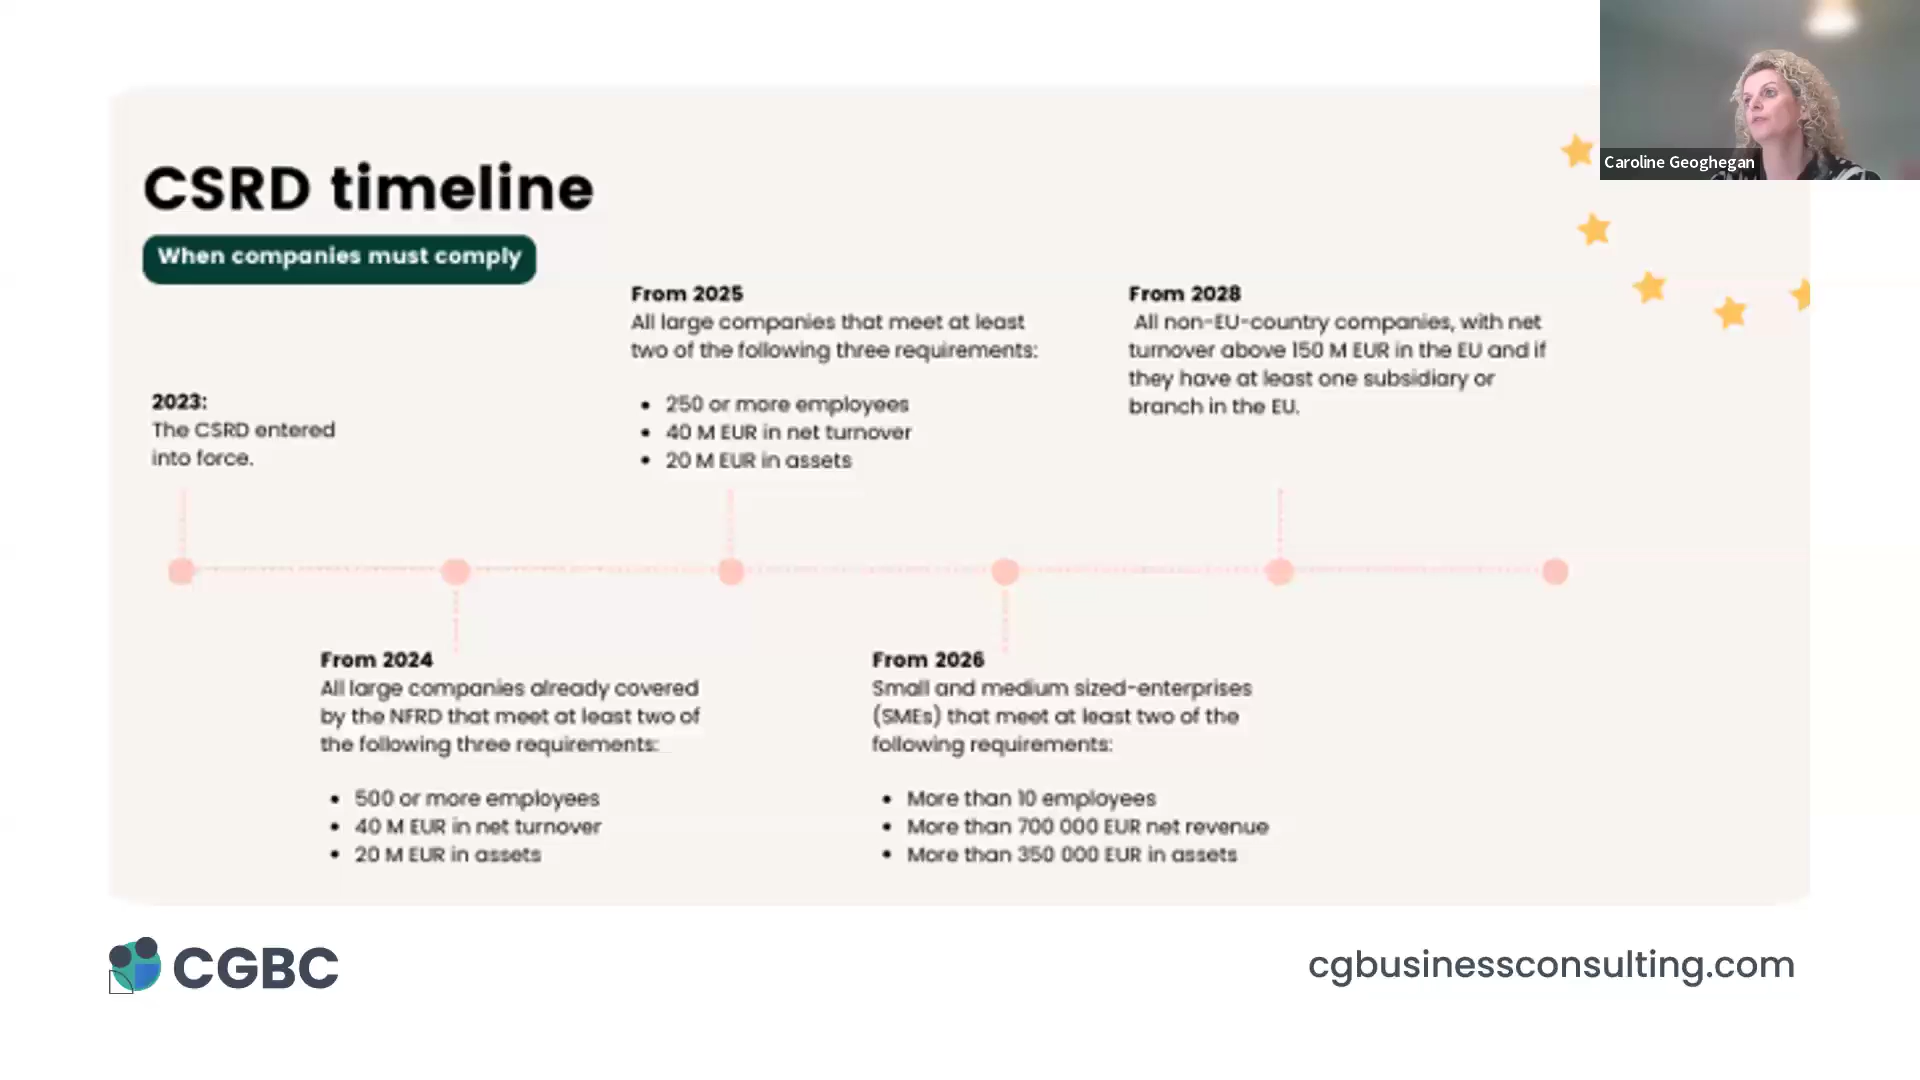 CSRD timeline
When companies must comply
2023:
The CSRD entered
into force.
From 2024
All large companies already covered
by the NFRD that meet at least two of
the following three requirements:
• 500 or more employees
• 40 M EUR in net turnover
• 20 M EUR in assets
From 2025
All large companies that meet at least
two of the following three requirements:
• 250 or more employees
• 40 M EUR in net turnover
• 20 M EUR in assets
From 2026
Small and medium sized-enterprises
(SMEs) that meet at least two of the
following requirements:
• More than 10 employees
• More than 700 000 EUR net revenue
• More than 350 000 EUR in assets
From 2028
All non-EU-country companies, with net
turnover above 150 M EUR in the EU and if
they have at least one subsidiary or
branch in the EU.
Caroline Geoghegan
CGBC
cgbusinessconsulting.com